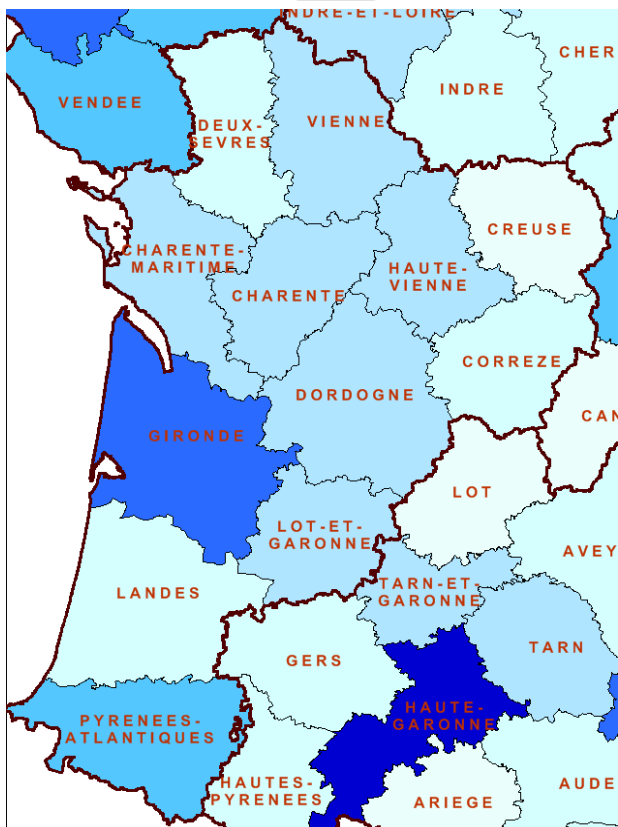 INDRE-ET-LOIRE
CHER
VENDEE
INDRE
DEUX-
SEVRES
VIENNE
CREUSE
CHARENTE-
MARITIME
HAUTE-
VIENNE
CHARENTE
CORREZE
DORDOGNE
CAN
GIRONDE
LOT
LOT-ET-
GARONNE
AVEY
TARN-ET-
GARONNE
LANDES
TARN
GERS
HAUTE-
GARONNE
PYRENEES-
ATLANTIQUES
HAUTES-
PYRENEES
AUDE
ARIEGE